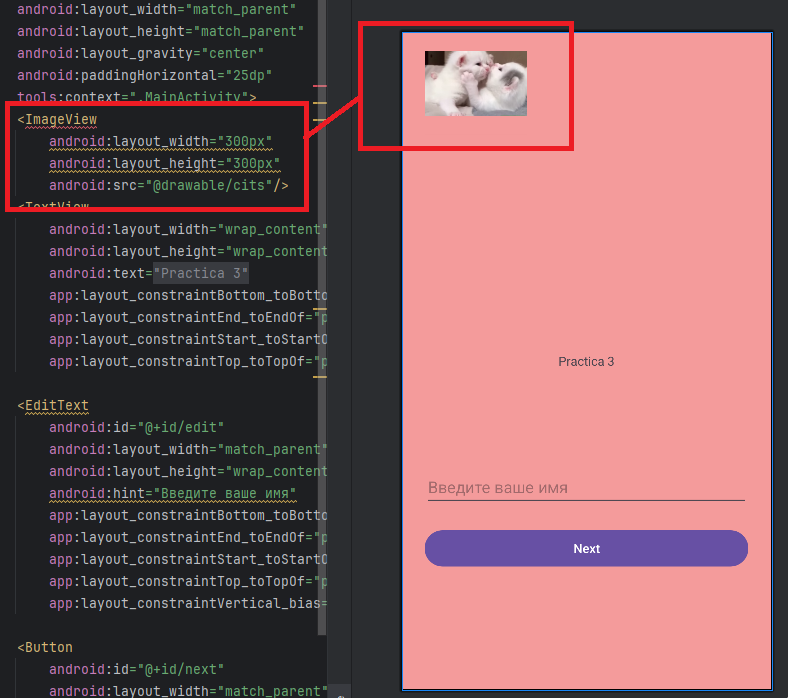 android:layout_width="match_parent"
android:layout_height="match_parent"
android:layout_gravity="center"
android:paddingHorizontal="25dp"
tools:context=".MainActivity">
<ImageView
android:layout_width="300px"
android:layout_height="300px"
android:src="@drawable/cits"/>
<TextView
android:layout_width="wrap_content"
android:layout_height="wrap_content
android:text="Practica 3"
app:layout_constraintBottom_toBotto
app:layout_constraintEnd_toEndOf="p
app:layout_constraintStart_toStartO
app:layout_constraintTop_toTopOf="p
<EditText
android:id="@+id/edit"
android:layout_width="match_parent"
android:layout_height="wrap_content
android:hint="Введите ваше имя"
app:layout_constraintBottom_toBotto
app:layout_constraintEnd_toEndOf="p
app:layout_constraintStart_toStartO
app:layout_constraintTop_toTopOf="p
app:layout_constraintVertical_bias=
<Button
android:id="@+id/next"
android:layout_width="match_parent"
Practica 3
Введите ваше имя
Next